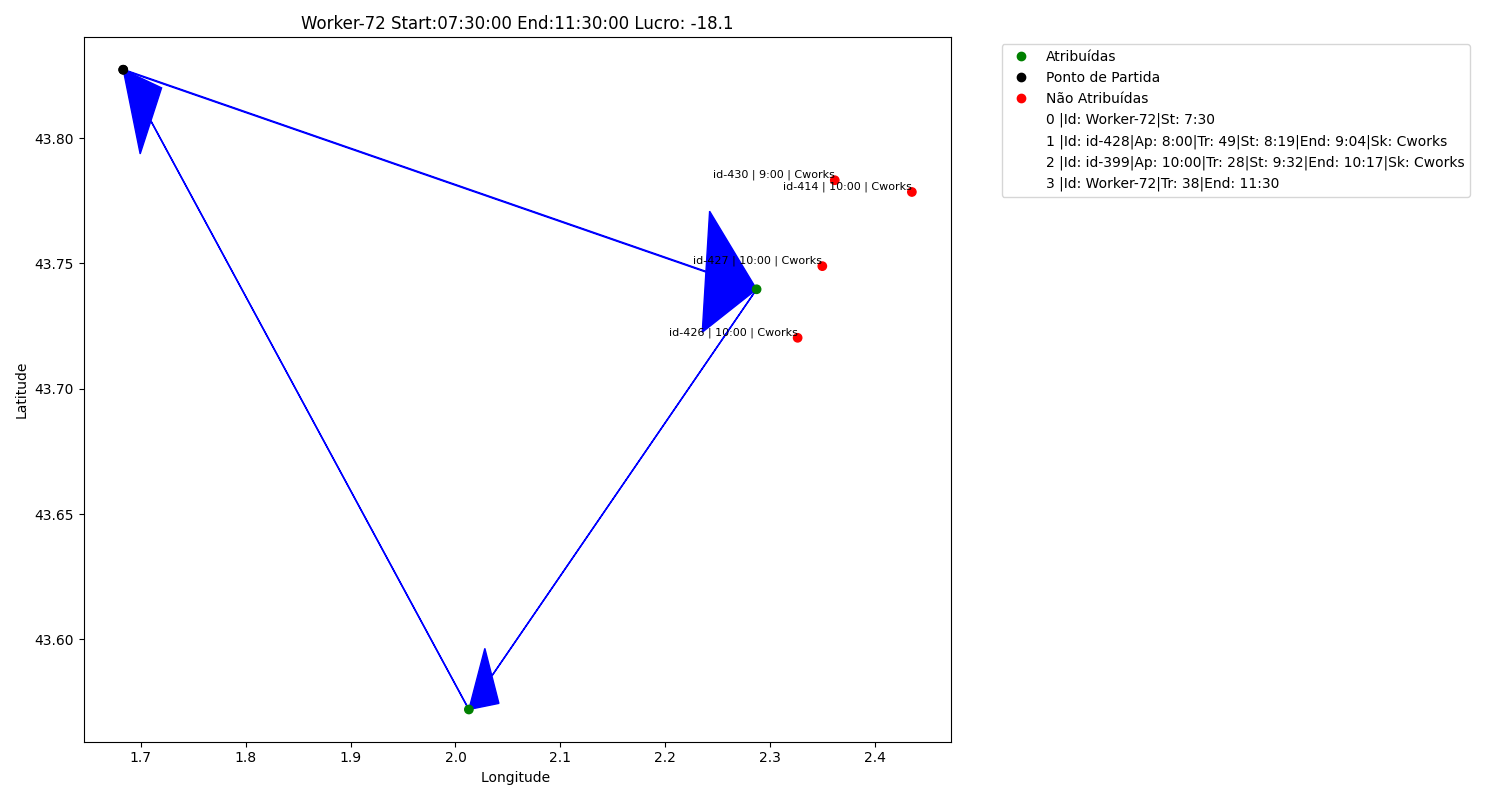 Worker-72 Start:07:30:00 End:11:30:00 Lucro: -18.1
Atribuídas
Ponto de Partida
Não Atribuídas
0 |Id: Worker-72|St: 7:30
1 |Id: id-428|Ap: 8:00|Tr: 49|St: 8:19|End: 9:04|Sk: Cworks
2 |Id: id-399|Ap: 10:00|Tr: 28|St: 9:32|End: 10:17|Sk: Cworks
3 |Id: Worker-72|Tr: 38|End: 11:30
id-430 | 9:00 | Cworks
id-414 | 10:00 | Cworks
id-427 | 10:00 | Cworks
id-426 | 10:00 | Cworks
Latitude
43.80
43.75
43.70
43.65
43.60
1.7 1.8 1.9 2.0 2.1 2.2 2.3 2.4
Longitude